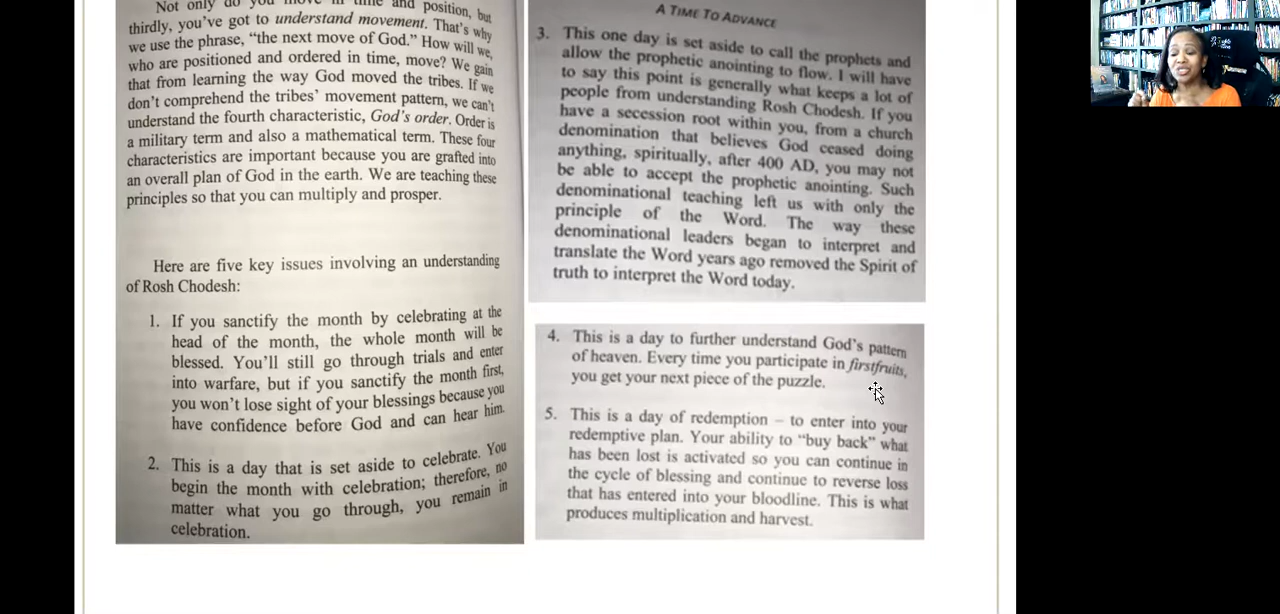 Not only do you move in time and position, but
thirdly, you've got to understand movement. That's why
we use the phrase, “the next move of God.” How will we,
who are positioned and ordered in time, move? We gain
that from learning the way God moved the tribes. If we
don't comprehend the tribes' movement pattern, we can't
understand the fourth characteristic, God's order. Order is
a military term and also a mathematical term. These four
characteristics are important because you are grafted into
an overall plan of God in the earth. We are teaching these
principles so that you can multiply and prosper.
Here are five key issues involving an understanding
of Rosh Chodesh:
1. If you sanctify the month by celebrating at the
head of the month, the whole month will be
blessed. You'll still go through trials and enter
into warfare, but if you sanctify the month first,
you won't lose sight of your blessings because you
have confidence before God and can hear him.
2. This is a day that is set aside to celebrate. You
begin the month with celebration; therefore, no
matter what you go through, you remain in
celebration.
A TIME TO ADVANCE
3. This one day is set aside to call the prophets and
allow the prophetic anointing to flow. I will have
to say this point is generally what keeps a lot of
people from understanding Rosh Chodesh. If you
have a secession root within you, from a church
denomination that believes God ceased doing
anything, spiritually, after 400 AD, you may not
be able to accept the prophetic anointing. Such
denominational teaching left us with only the
principle of the Word. The way these
denominational leaders began to interpret and
translate the Word years ago removed the Spirit of
truth to interpret the Word today.
4. This is a day to further understand God's pattern
of heaven. Every time you participate in firstfruits,
you get your next piece of the puzzle.
5. This is a day of redemption – to enter into your
redemptive plan. Your ability to “buy back” what
has been lost is activated so you can continue in
the cycle of blessing and continue to reverse loss
that has entered into your bloodline. This is what
produces multiplication and harvest.